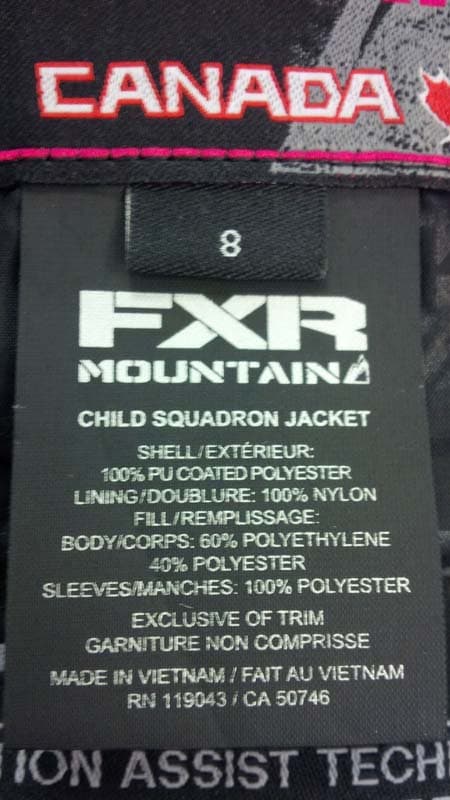 CANADA
8
FXR
MOUNTAIN
CHILD SQUADRON JACKET
SHELL/EXTÉRIEUR:
100% PU COATED POLYESTER
LINING/DOUBLURE: 100% NYLON
FILL/REMPLISSAGE:
BODY/CORPS: 60% POLYETHYLENE
40% POLYESTER
SLEEVES/MANCHES: 100% POLYESTER
EXCLUSIVE OF TRIM
GARNITURE NON COMPRISSE
MADE IN VIETNAM / FAIT AU VIETNAM
RN 119043 / CA 50746
ION ASSIST TECH